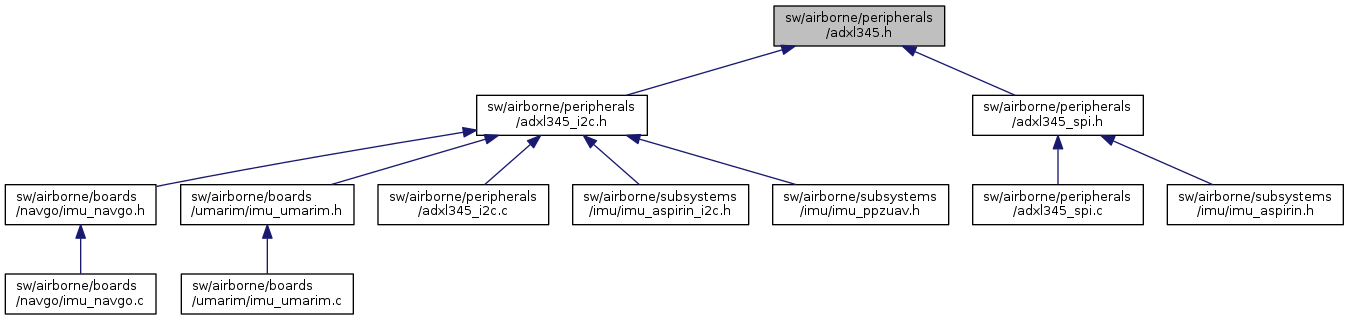 sw/airborne/peripherals
/adxl345.h
sw/airborne/peripherals
/adxl345_i2c.h
sw/airborne/peripherals
/adxl345_spi.h
sw/airborne/boards
/navgo/imu_navgo.h
sw/airborne/boards
/umarim/imu_umarim.h
sw/airborne/peripherals
/adxl345_i2c.c
sw/airborne/subsystems
/imu/imu_aspirin_i2c.h
sw/airborne/subsystems
/imu/imu_ppzuav.h
sw/airborne/peripherals
/adxl345_spi.c
sw/airborne/subsystems
/imu/imu_aspirin.h
sw/airborne/boards
/navgo/imu_navgo.c
sw/airborne/boards
/umarim/imu_umarim.c